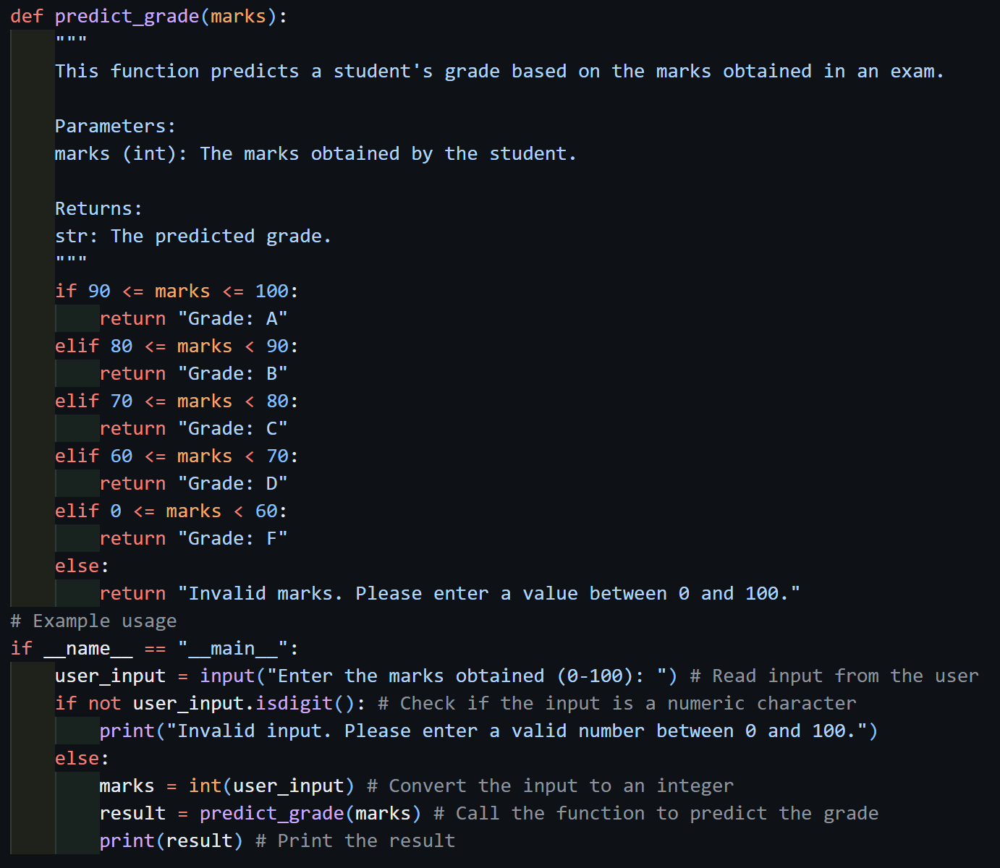 def predict_grade(marks):
    """
    This function predicts a student's grade based on the marks obtained in an exam.

    Parameters:
    marks (int): The marks obtained by the student.

    Returns:
    str: The predicted grade.
    """
    if 90 <= marks <= 100:
        return "Grade: A"
    elif 80 <= marks < 90:
        return "Grade: B"
    elif 70 <= marks < 80:
        return "Grade: C"
    elif 60 <= marks < 70:
        return "Grade: D"
    elif 0 <= marks < 60:
        return "Grade: F"
    else:
        return "Invalid marks. Please enter a value between 0 and 100."
# Example usage
if __name__ == "__main__":
    user_input = input("Enter the marks obtained (0-100): ") # Read input from the user
    if not user_input.isdigit(): # Check if the input is a numeric character
        print("Invalid input. Please enter a valid number between 0 and 100.")
    else:
        marks = int(user_input) # Convert the input to an integer
        result = predict_grade(marks) # Call the function to predict the grade
        print(result) # Print the result